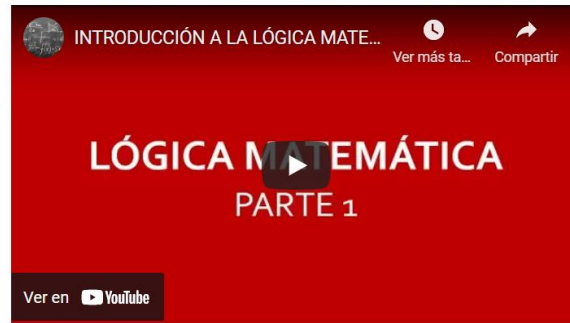 INTRODUCCIÓN A LA LÓGICA MATE...
Ver más ta...
Compartir
LÓGICA MATEMÁTICA
PARTE 1
Ver en YouTube